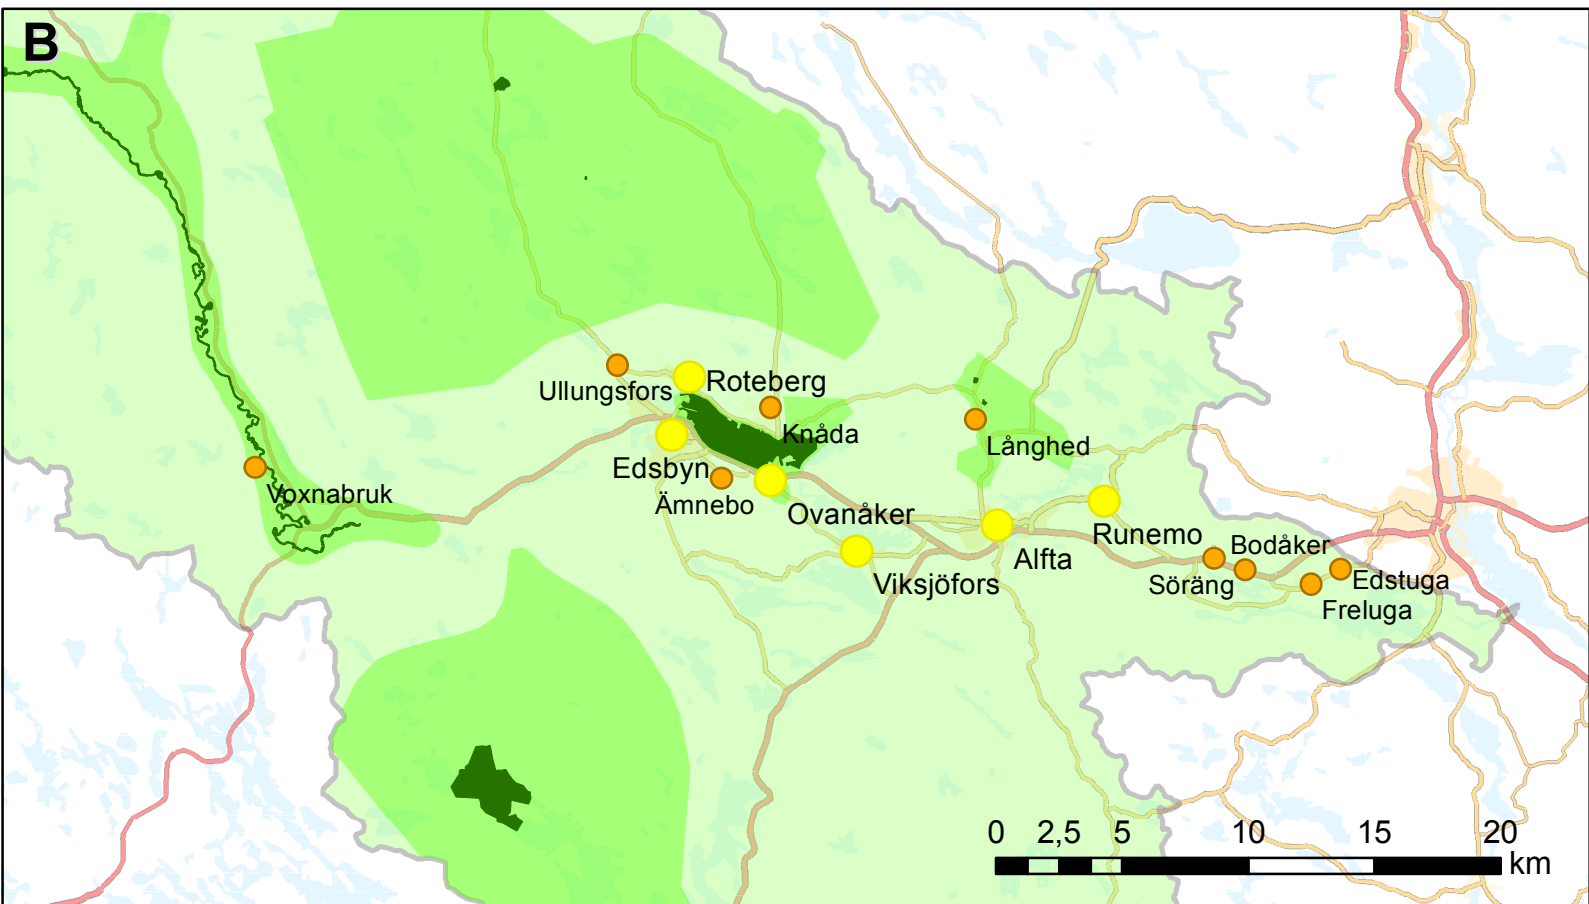 B
Ullungsfors
Roteberg
Knåda
Långhed
Edsbyn
Voxnabruk
Ämnebo
Ovanåker
Runemo
Bodåker
Alfta
Viksjöfors
Söräng
Edstuga
Freluga
0 2,5 5 10 15 20
km